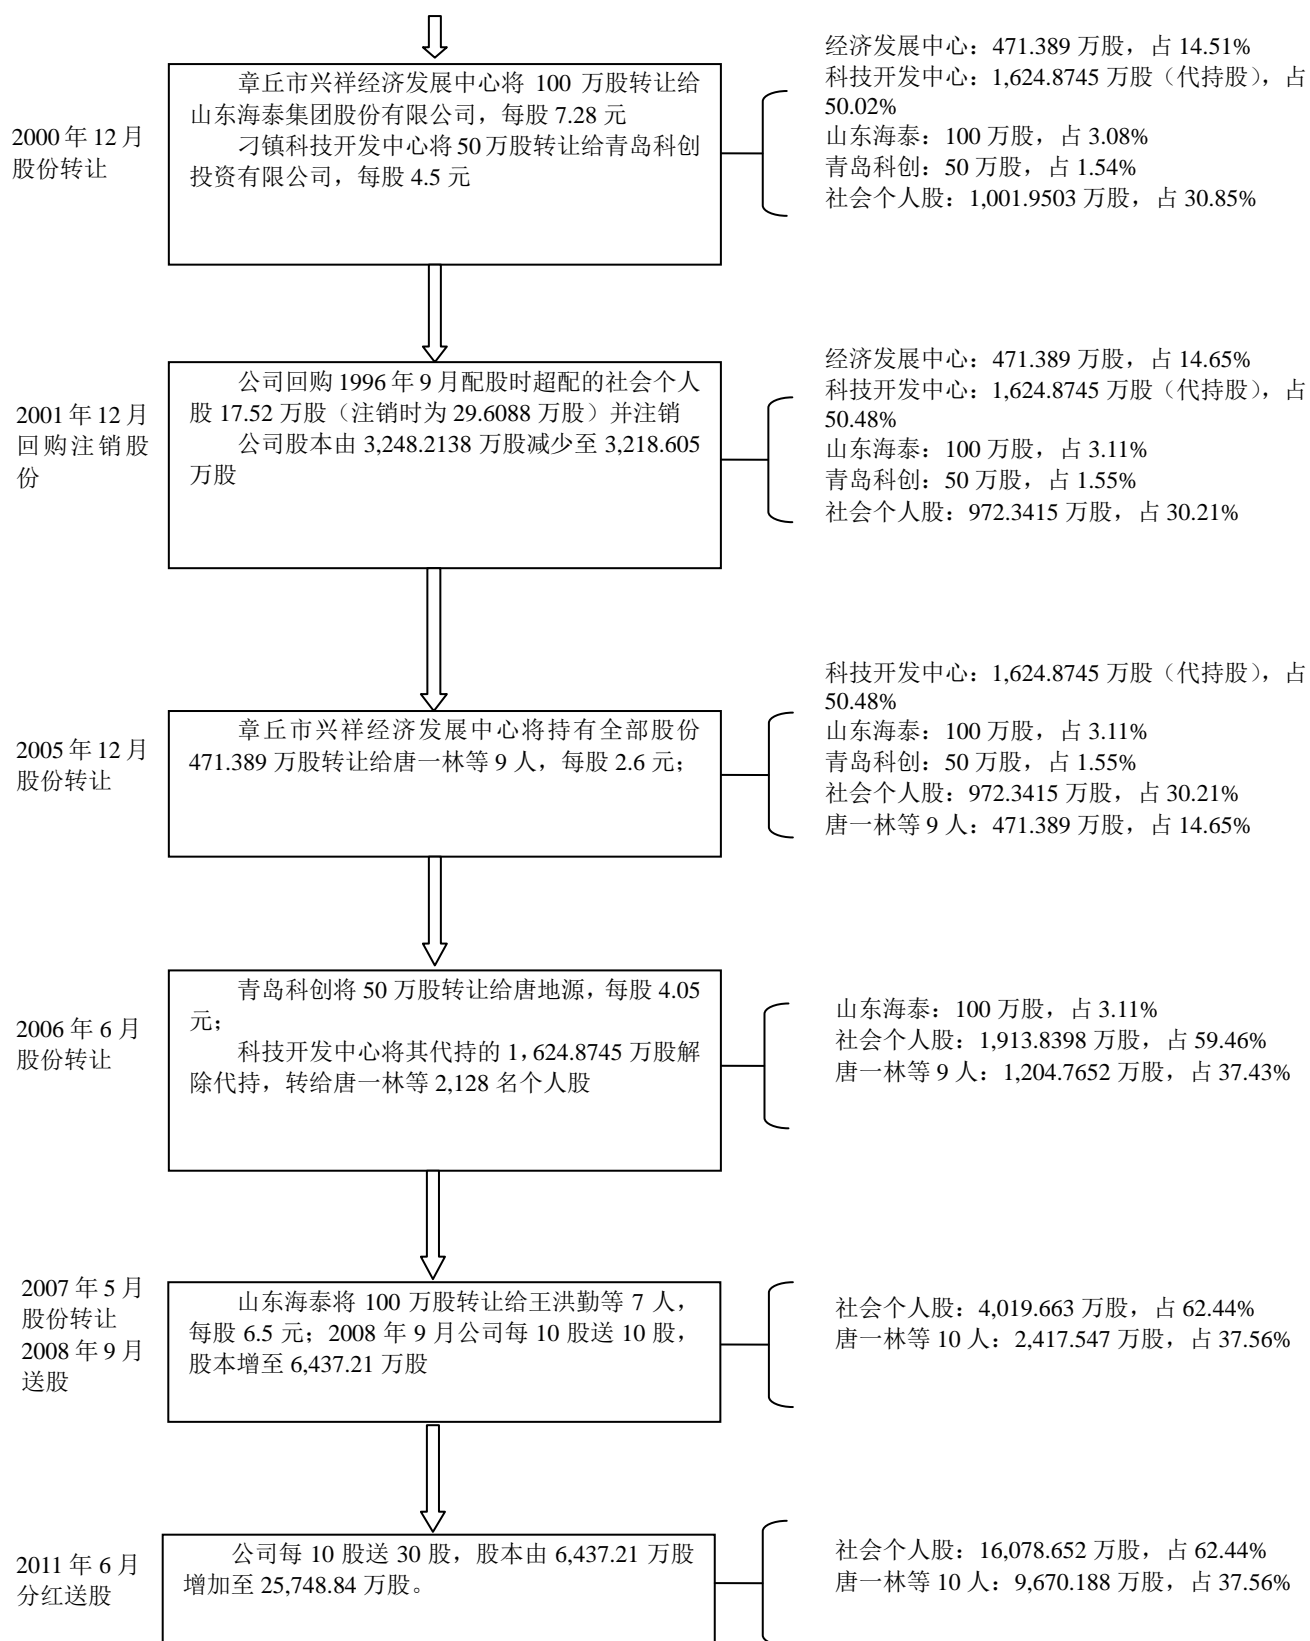 2000 年 12 月
股份转让
章丘市兴祥经济发展中心将 100 万股转让给
山东海泰集团股份有限公司，每股 7.28 元
刁镇科技开发中心将 50 万股转让给青岛科创
投资有限公司，每股 4.5 元
经济发展中心：471.389 万股，占 14.51%
科技开发中心：1,624.8745 万股（代持股），占
50.02%
山东海泰：100 万股，占 3.08%
青岛科创：50 万股，占 1.54%
社会个人股：1,001.9503 万股，占 30.85%
2001 年 12 月
回购注销股
份
公司回购 1996 年 9 月配股时超配的社会个人
股 17.52 万股（注销时为 29.6088 万股）并注销
公司股本由 3,248.2138 万股减少至 3,218.605
万股
经济发展中心：471.389 万股，占 14.65%
科技开发中心：1,624.8745 万股（代持股），占
50.48%
山东海泰：100 万股，占 3.11%
青岛科创：50 万股，占 1.55%
社会个人股：972.3415 万股，占 30.21%
2005 年 12 月
股份转让
章丘市兴祥经济发展中心将持有全部股份
471.389 万股转让给唐一林等 9 人，每股 2.6 元；
科技开发中心：1,624.8745 万股（代持股），占
50.48%
山东海泰：100 万股，占 3.11%
青岛科创：50 万股，占 1.55%
社会个人股：972.3415 万股，占 30.21%
唐一林等 9 人：471.389 万股，占 14.65%
2006 年 6 月
股份转让
青岛科创将 50 万股转让给唐地源，每股 4.05
元；
科技开发中心将其代持的 1，624.8745 万股解
除代持，转给唐一林等 2,128 名个人股
山东海泰：100 万股，占 3.11%
社会个人股：1,913.8398 万股，占 59.46%
唐一林等 9 人：1,204.7652 万股，占 37.43%
2007 年 5 月
股份转让
2008 年 9 月
送股
山东海泰将 100 万股转让给王洪勤等 7 人，
每股 6.5 元；2008 年 9 月公司每 10 股送 10 股，
股本增至 6,437.21 万股
社会个人股：4,019.663 万股，占 62.44%
唐一林等 10 人：2,417.547 万股，占 37.56%
2011 年 6 月
分红送股
公司每 10 股送 30 股，股本由 6,437.21 万股
增加至 25,748.84 万股。
社会个人股：16,078.652 万股，占 62.44%
唐一林等 10 人：9,670.188 万股，占 37.56%